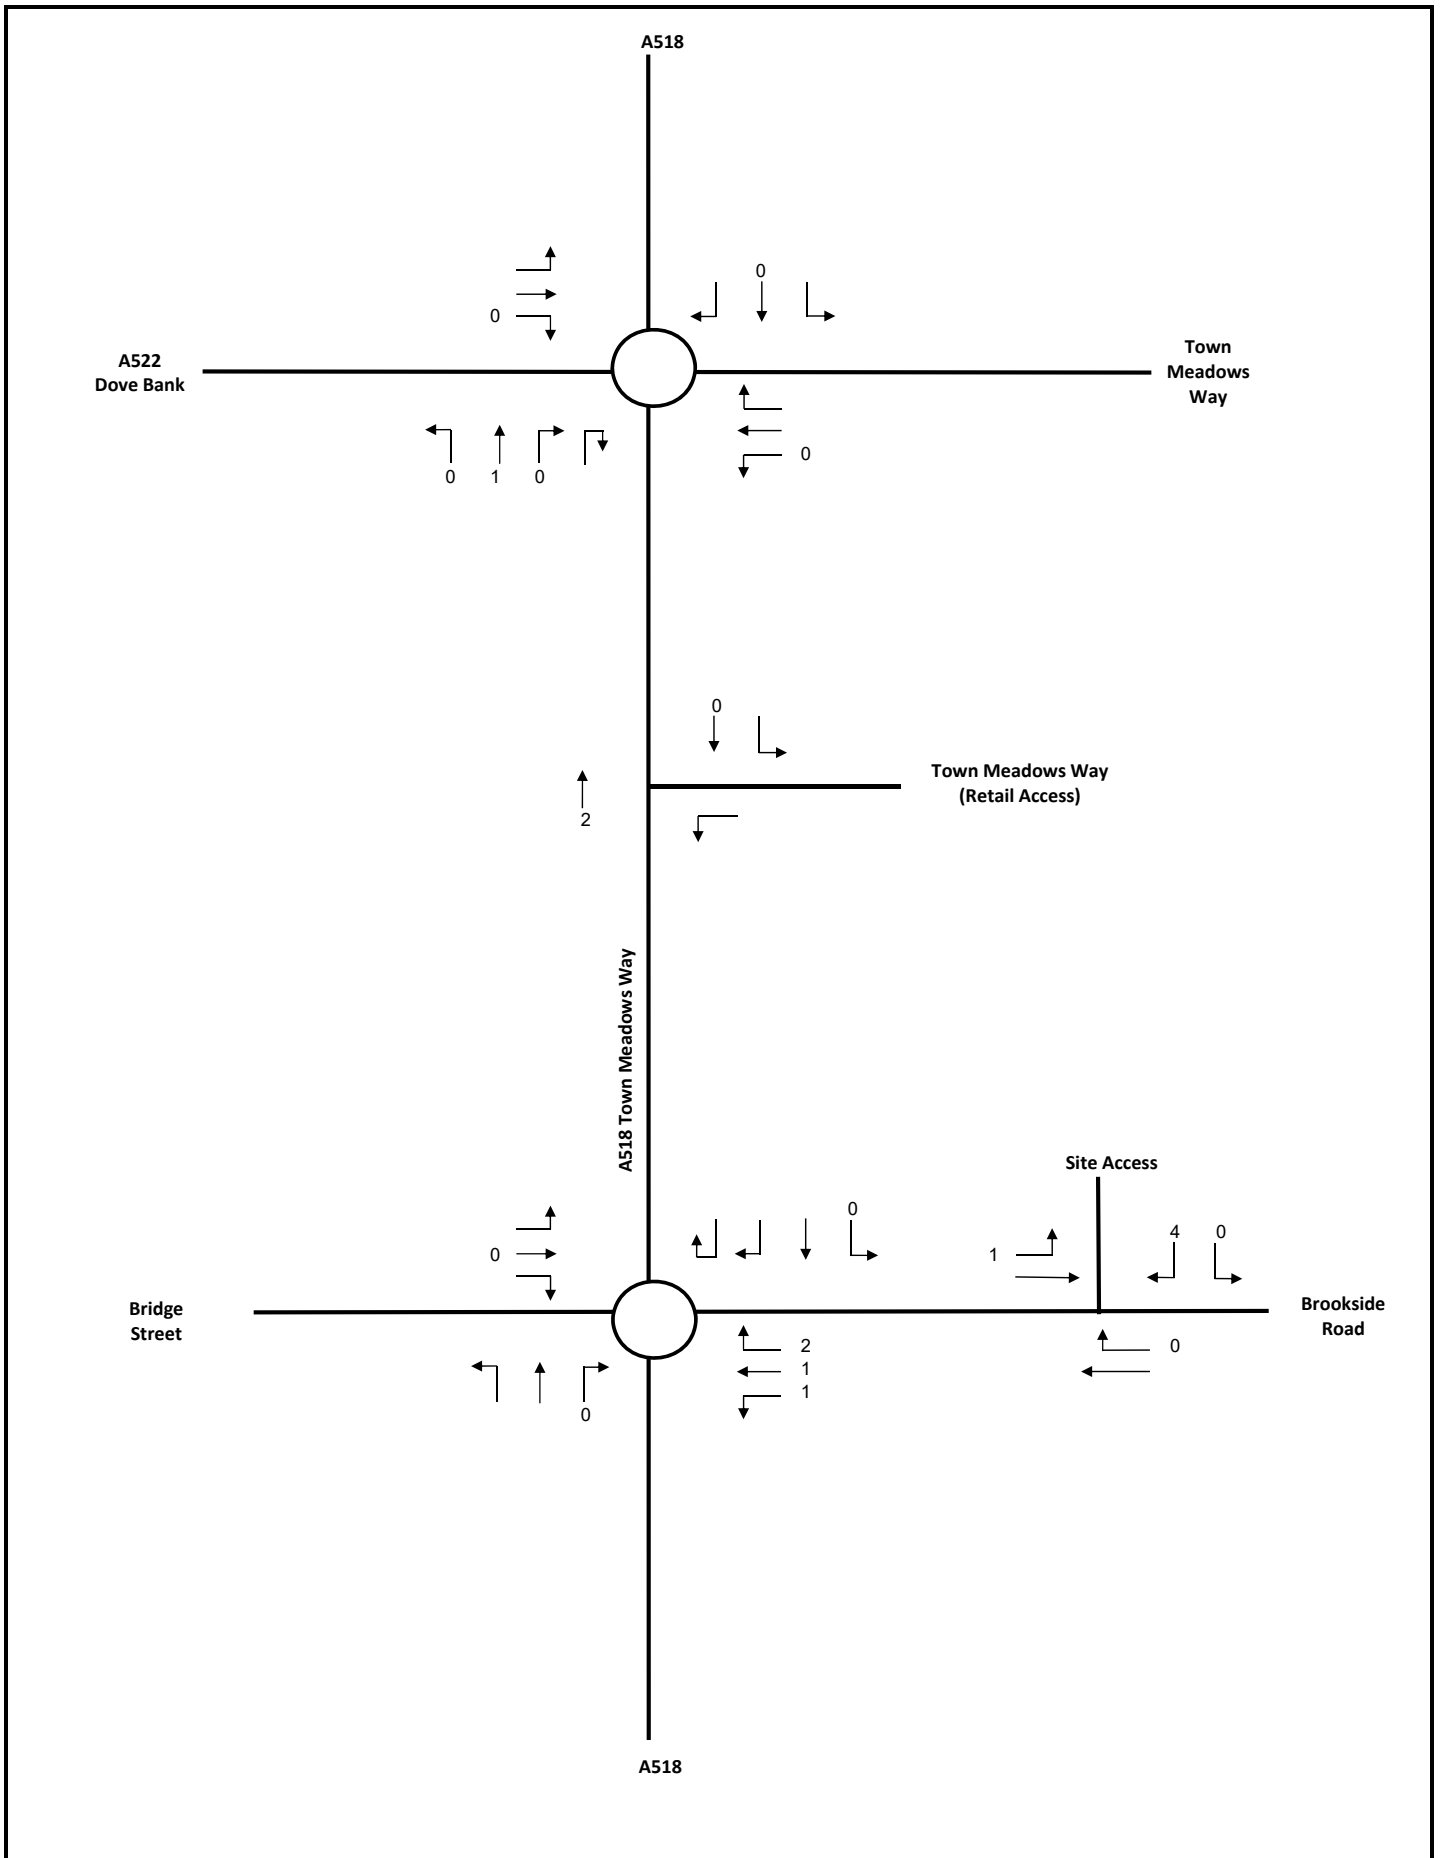 A518
0
0
A522
Dove Bank
Town
Meadows
Way
0 1 0
0
0
Town Meadows Way
(Retail Access)
2
A518 Town Meadows Way
Site Access
0
0
1
4 0
Bridge
Street
Brookside
Road
2
1
1
0
0
A518